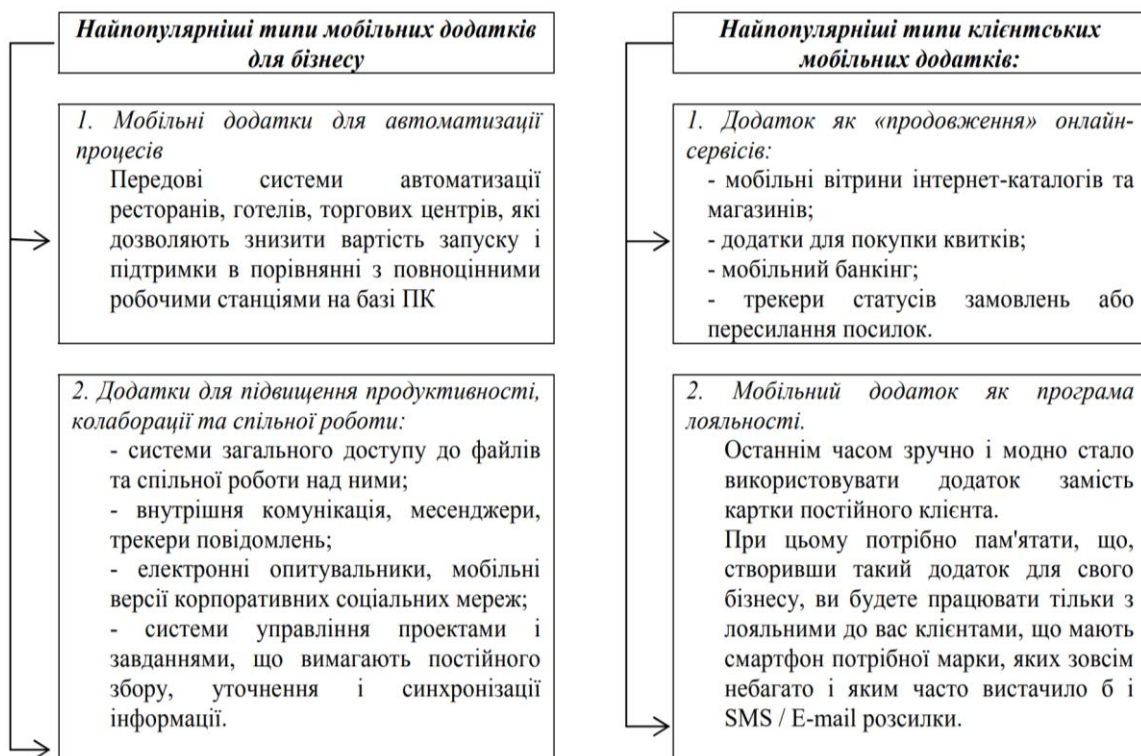 Найпопулярніші типи мобільних додатків
для бізнесу
1. Мобільні додатки для автоматизації
процесів
Передові системи автоматизації
ресторанів, готелів, торгових центрів, які
дозволяють знизити вартість запуску і
підтримки в порівнянні з повноцінними
робочими станціями на базі ПК
2. Додатки для підвищення продуктивності,
колаборації та спільної роботи:
- системи загального доступу до файлів
та спільної роботи над ними;
- внутрішня комунікація, месенджери,
трекери повідомлень;
- електронні опитувальники, мобільні
версії корпоративних соціальних мереж;
- системи управління проектами і
завданнями, що вимагають постійного
збору, уточнення і синхронізації
інформації.
Найпопулярніші типи клієнтських
мобільних додатків:
1. Додаток як «продовження» онлайн-
сервісів:
- мобільні вітрини інтернет-каталогів та
магазинів;
- додатки для покупки квитків;
- мобільний банкінг;
- трекери статусів замовлень або
пересилання посилок.
2. Мобільний додаток як програма
лояльності.
Останнім часом зручно і модно стало
використовувати додаток замість
картки постійного клієнта.
При цьому потрібно пам'ятати, що,
створивши такий додаток для свого
бізнесу, ви будете працювати тільки з
лояльними до вас клієнтами, що мають
смартфон потрібної марки, яких зовсім
небагато і яким часто вистачило б і
SMS / E-mail розсилки.